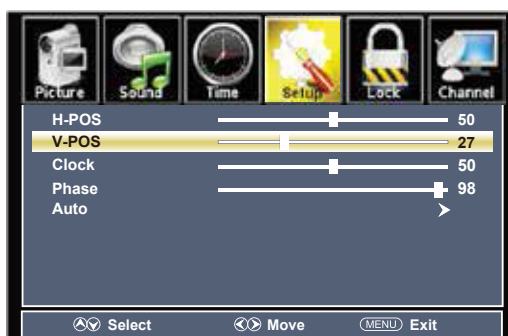 Picture Sound Time Setup Lock Channel
H-POS 50
V-POS 27
Clock 50
Phase 98
Auto
Select Move MENU Exit